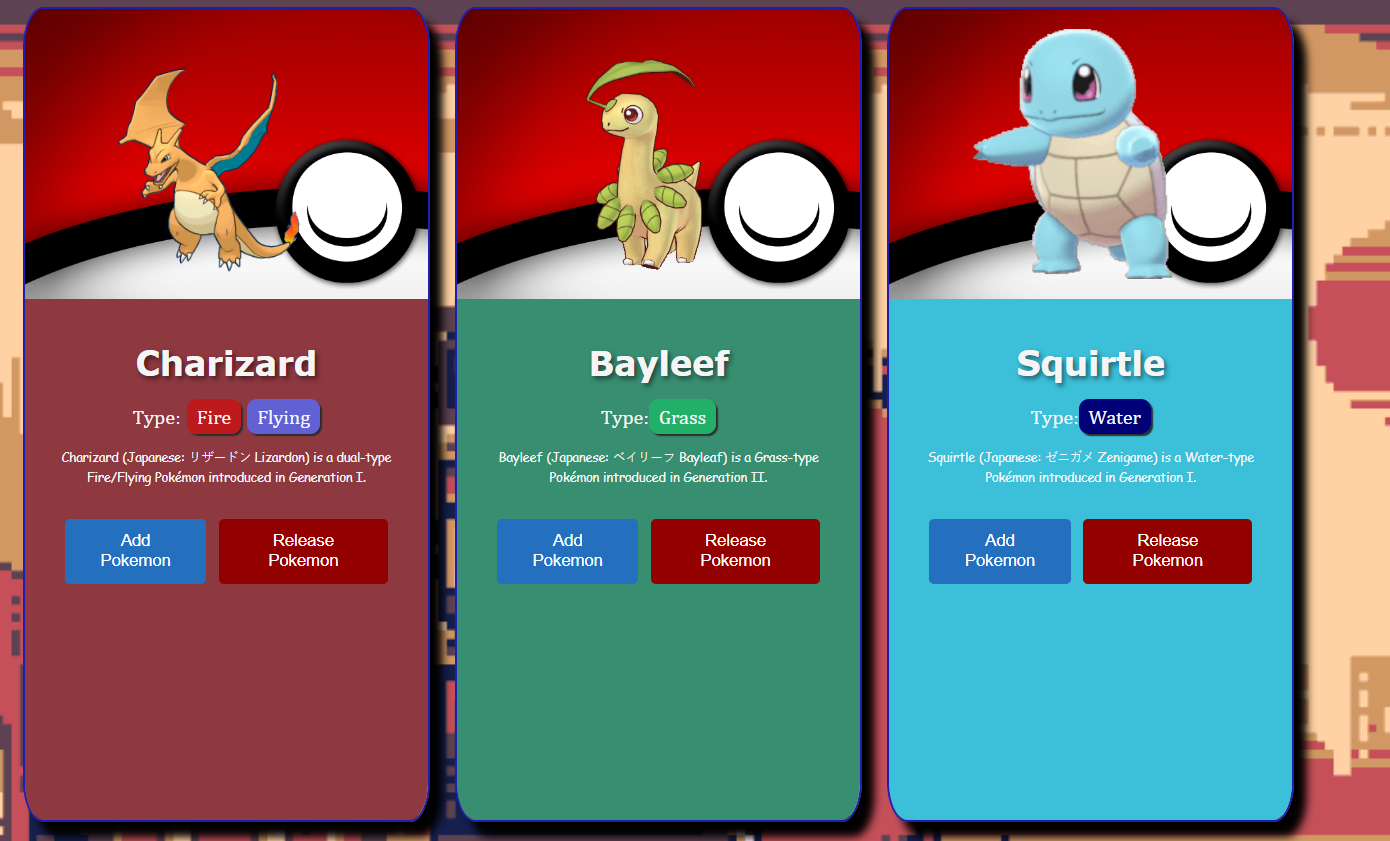 Charizard
Type: Fire Flying
Charizard (Japanese: リザードン Lizardon) is a dual-type
Fire/Flying Pokémon introduced in Generation I.
Add
Pokemon
Release
Pokemon
Bayleef
Type: Grass
Bayleef (Japanese: ベイリーフ Bayleaf) is a Grass-type
Pokémon introduced in Generation II.
Add
Pokemon
Release
Pokemon
Squirtle
Type: Water
Squirtle (Japanese: ゼニガメ Zenigame) is a Water-type
Pokémon introduced in Generation I.
Add
Pokemon
Release
Pokemon